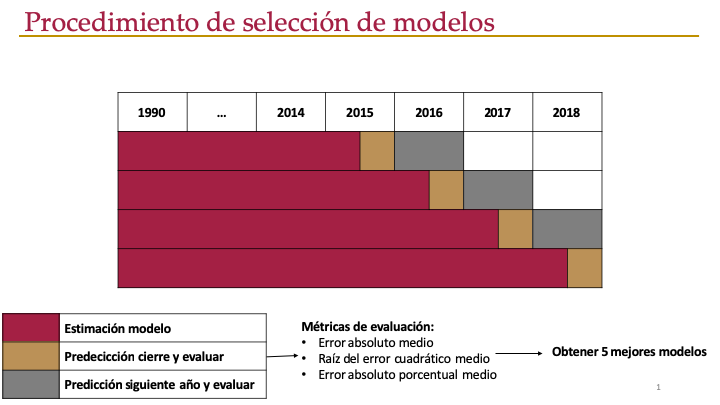 Procedimiento de selección de modelos
1990 ... 2014 2015 2016 2017 2018
Estimación modelo
Predecicción cierre y evaluar
Predicción siguiente año y evaluar
Métricas de evaluación:
• Error absoluto medio
• Raíz del error cuadrático medio
• Error absoluto porcentual medio
Obtener 5 mejores modelos
1